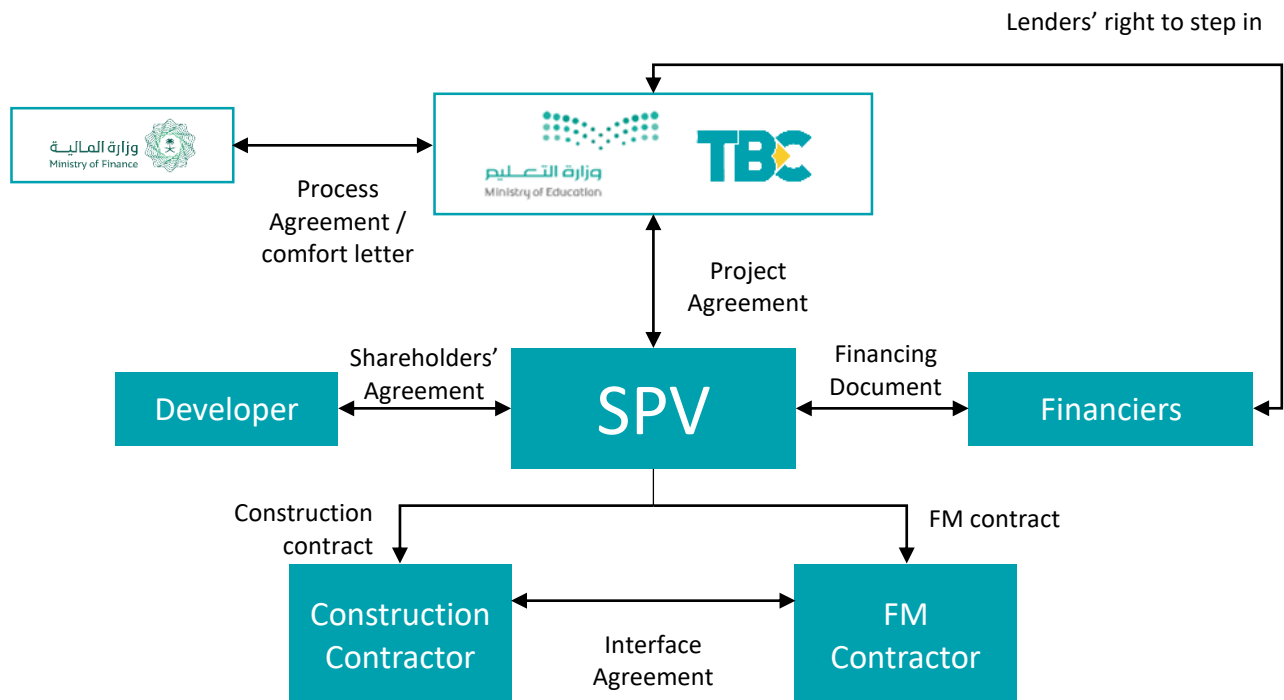 Lenders’ right to step in
وزارة المالية
Ministry of Finance
وزارة التعليم
Ministry of Education
TBC
Process
Agreement /
comfort letter
Project
Agreement
Shareholders’
Agreement
Financing
Document
Developer
SPV
Financiers
Construction
contract
FM contract
Construction
Contractor
FM
Contractor
Interface
Agreement